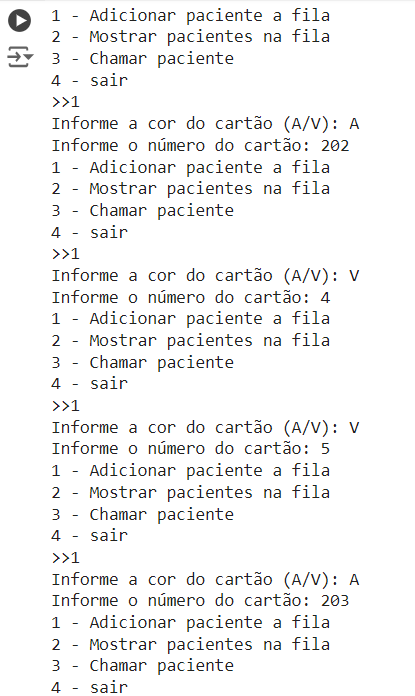 1 - Adicionar paciente a fila
2 - Mostrar pacientes na fila
3 - Chamar paciente
4 - sair
>>1
Informe a cor do cartão (A/V): A
Informe o número do cartão: 202
1 - Adicionar paciente a fila
2 - Mostrar pacientes na fila
3 - Chamar paciente
4 - sair
>>1
Informe a cor do cartão (A/V): V
Informe o número do cartão: 4
1 - Adicionar paciente a fila
2 - Mostrar pacientes na fila
3 - Chamar paciente
4 - sair
>>1
Informe a cor do cartão (A/V): V
Informe o número do cartão: 5
1 - Adicionar paciente a fila
2 - Mostrar pacientes na fila
3 - Chamar paciente
4 - sair
>>1
Informe a cor do cartão (A/V): A
Informe o número do cartão: 203
1 - Adicionar paciente a fila
2 - Mostrar pacientes na fila
3 - Chamar paciente
4 - sair